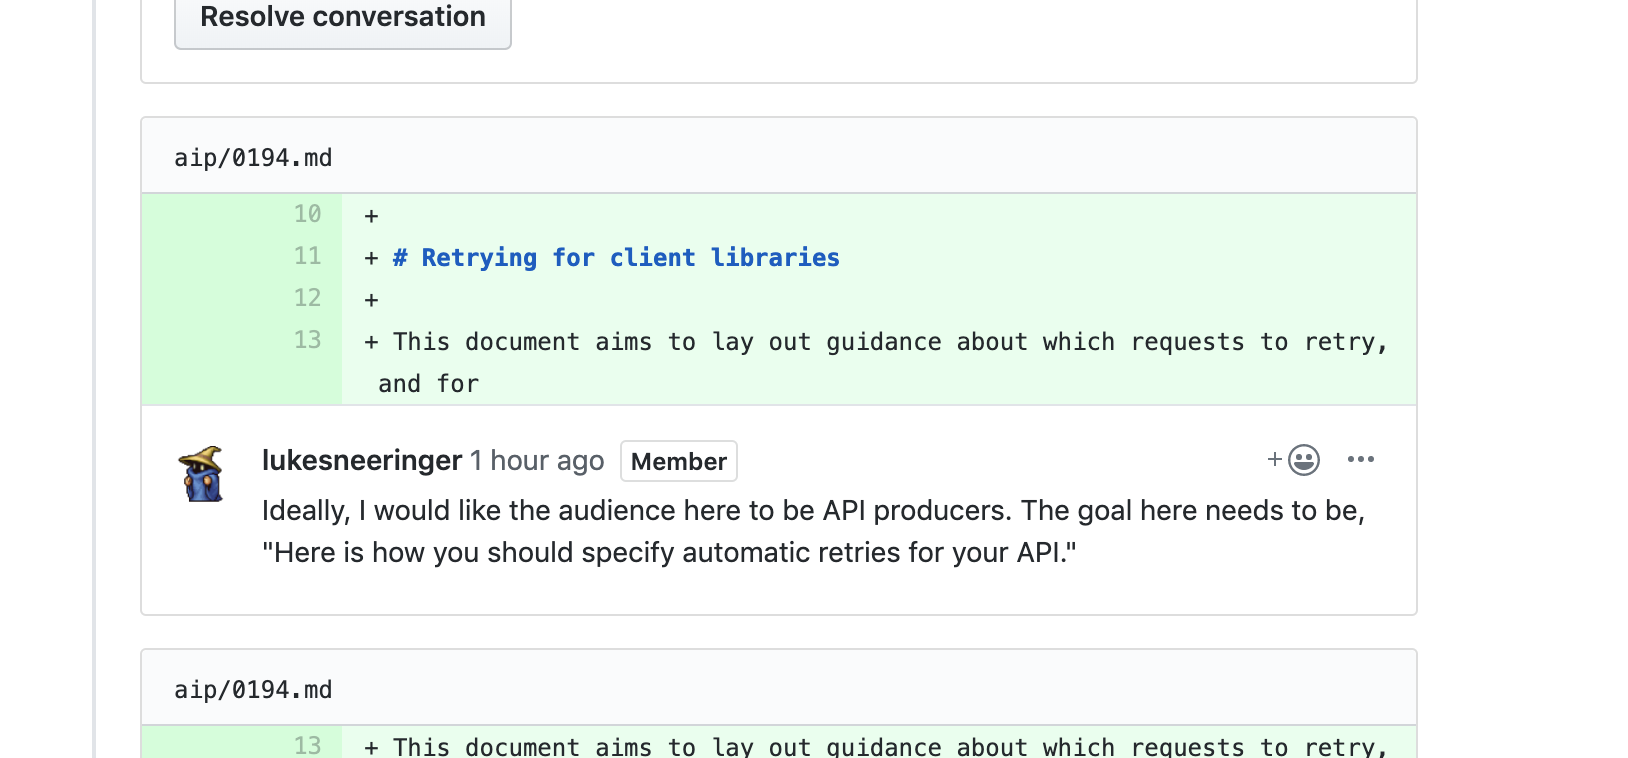 Resolve conversation
aip/0194.md
10 +
11 + # Retrying for client libraries
12 +
13 + This document aims to lay out guidance about which requests to retry,
and for
lukesneeringer 1 hour ago Member
Ideally, I would like the audience here to be API producers. The goal here needs to be,
"Here is how you should specify automatic retries for your API."
aip/0194.md
13 + This document aims to lay out guidance about which requests to retry,